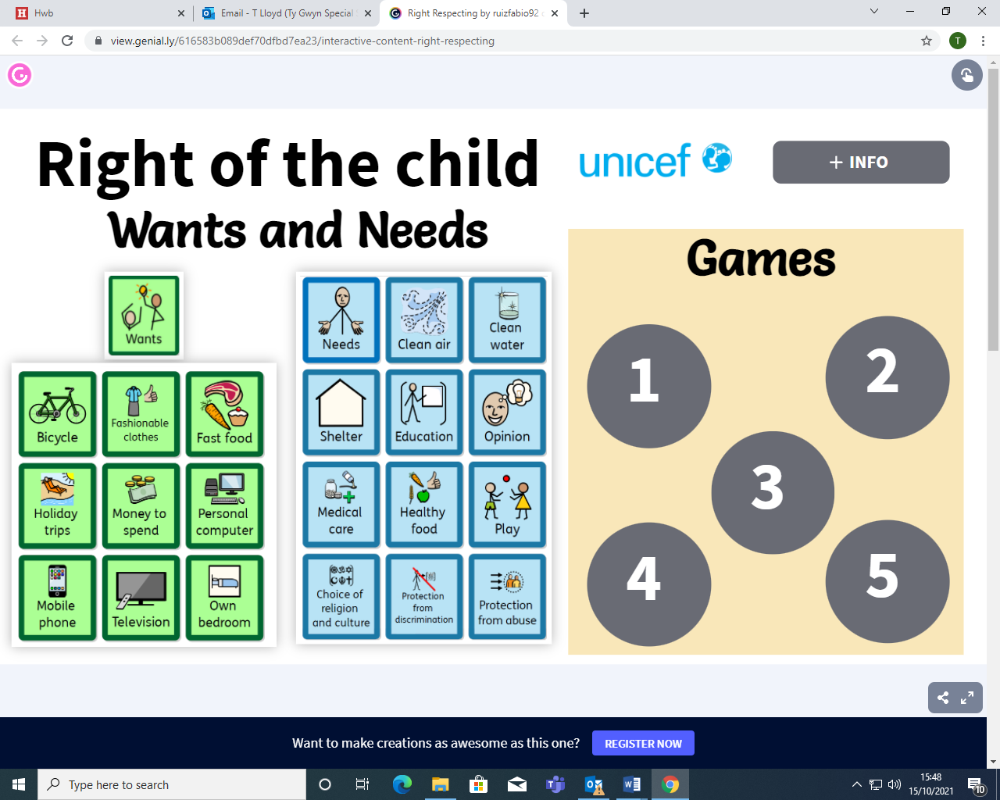 Hwb
Email - T Lloyd (Ty Gwyn Special
Right Respecting by ruizfabio92
view.genial.ly/616583b089def70dfbd7ea23/interactive-content-right-respecting
T
Right of the child
unicef
+ INFO
Wants and Needs
Games
Wants
Needs
Clean air
Clean
water
Bicycle
Fashionable
clothes
Fast food
Shelter
Education
Opinion
Holiday
trips
Money to
spend
Personal
computer
Medical
care
Healthy
food
Play
Mobile
phone
Television
Own
bedroom
Choice of
religion
and culture
Protection
from
discrimination
Protection
from abuse
1
2
3
4
5
Want to make creations as awesome as this one?
REGISTER NOW
Type here to search
15:48
15/10/2021
10